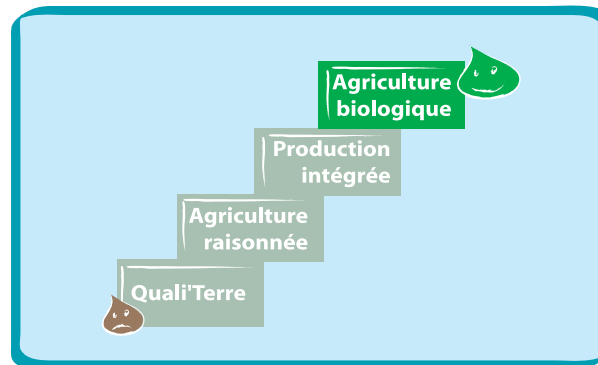 Agriculture
biologique
Production
intégrée
Agriculture
raisonnée
Quali'Terre